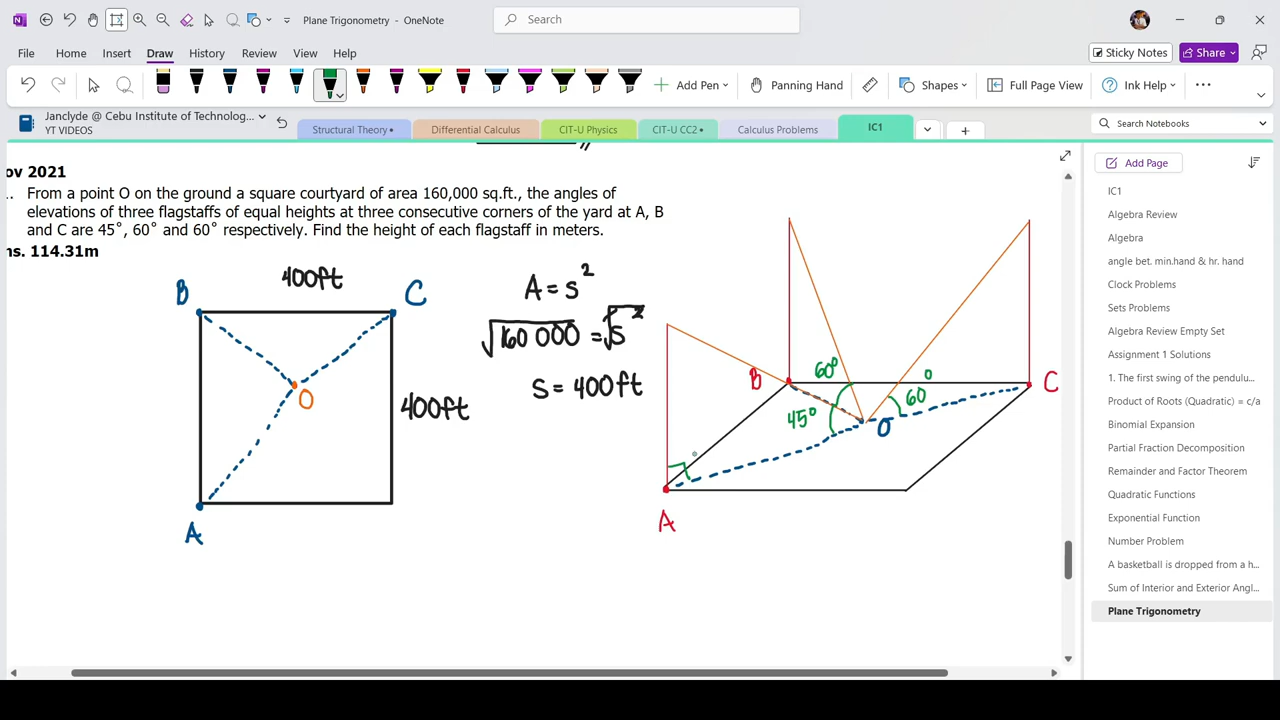 Plane Trigonometry - OneNote
Search
File Home Insert Draw History Review View Help
Sticky Notes
Share
Add Pen
Panning Hand
Shapes
Full Page View
Ink Help
Janclyde @ Cebu Institute of Technolog...
YT VIDEOS
Structural Theory
Differential Calculus
CIT-U Physics
CIT-U CC2
Calculus Problems
IC1
Search Notebooks
Add Page
IC1
Algebra Review
Algebra
angle bet. min.hand & hr. hand
Clock Problems
Sets Problems
Algebra Review Empty Set
Assignment 1 Solutions
1. The first swing of the pendulu...
Product of Roots (Quadratic) = c/a
Binomial Expansion
Partial Fraction Decomposition
Remainder and Factor Theorem
Quadratic Functions
Exponential Function
Number Problem
A basketball is dropped from a h...
Sum of Interior and Exterior Angl...
Plane Trigonometry
ov 2021
. From a point O on the ground a square courtyard of area 160,000 sq.ft., the angles of
elevations of three flagstaffs of equal heights at three consecutive corners of the yard at A, B
and C are 45°, 60° and 60° respectively. Find the height of each flagstaff in meters.
ns. 114.31m
400ft
B
C
O
400ft
A
A = s²
√160 000 = √s²
s = 400ft
B
60°
C
60°
45°
O
A